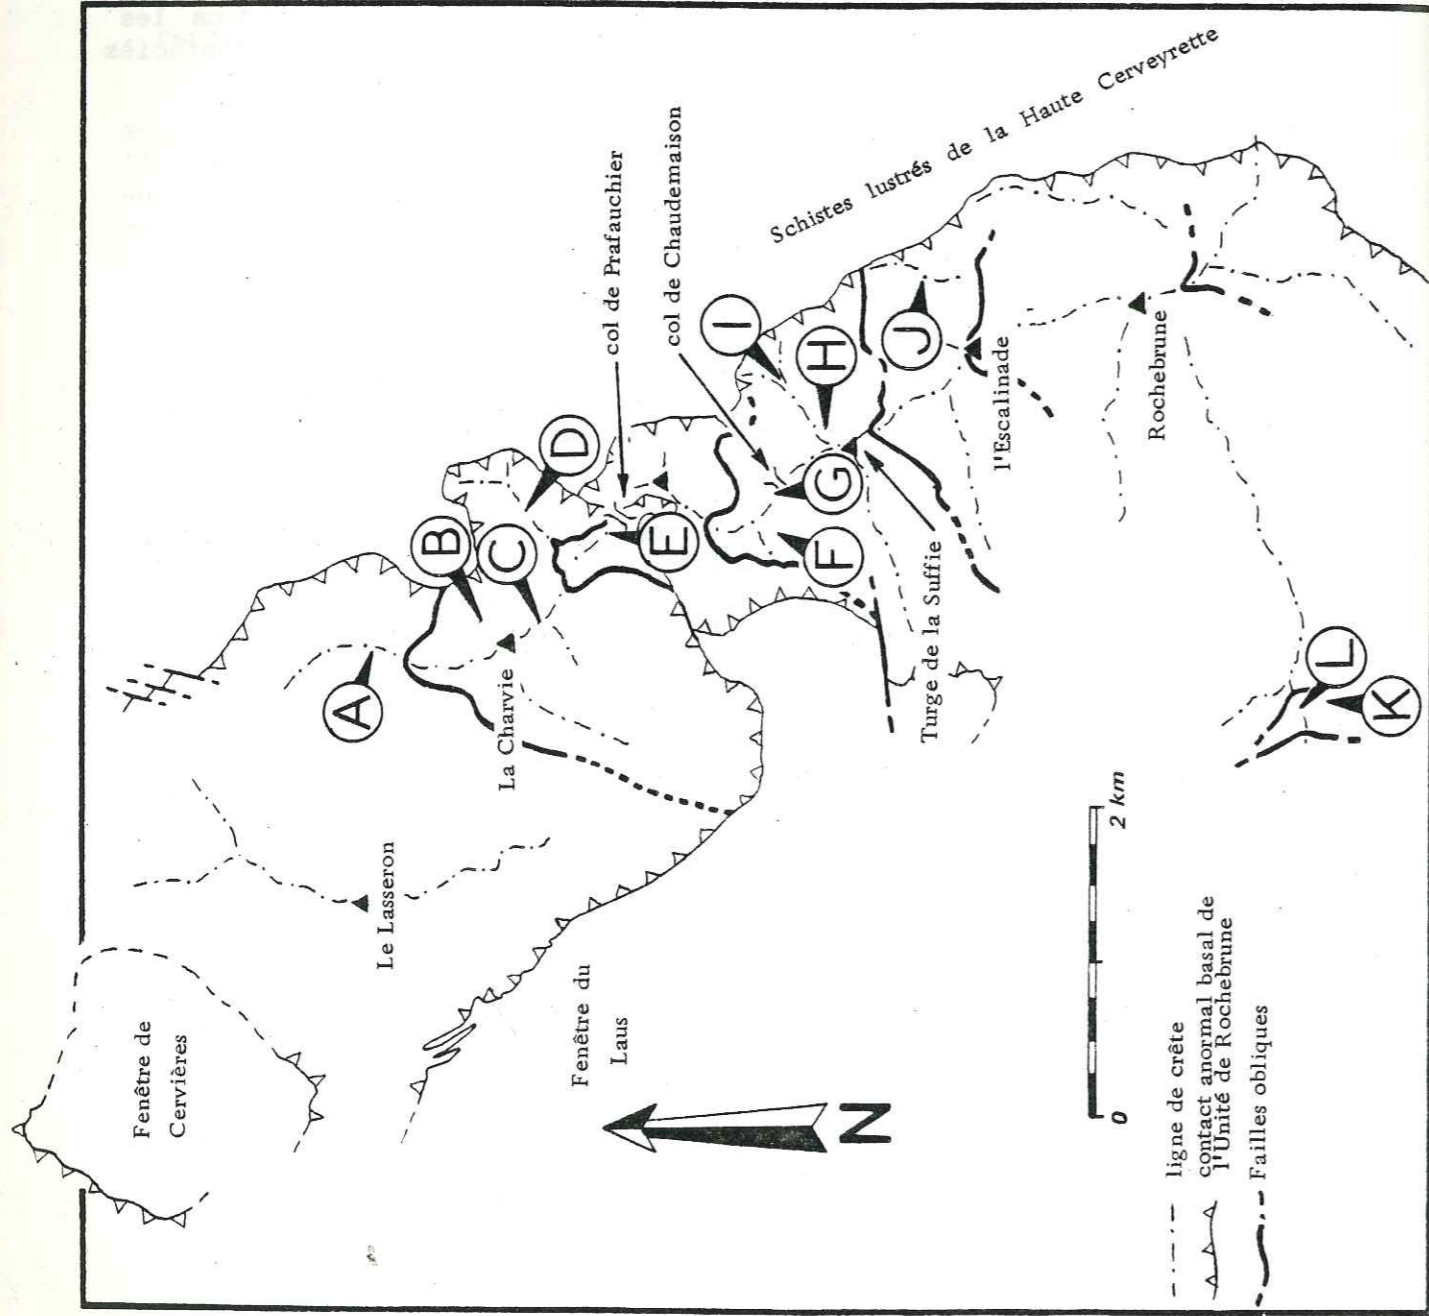 les
faciès
Schistes lustrés de la Haute Cerveyrette
col de Prafauchier
col de Chaudemaison
I
H
J
D
B
C
G
E
F
A
l'Escalinade
Rochebrune
La Charvie
Turge de la Suffie
L
K
Le Lasseron
Fenêtre de
Cervières
Fenêtre du
Laus
N
0
2 km
ligne de crête
contact anormal basal de
l'Unité de Rochebrune
Failles obliques